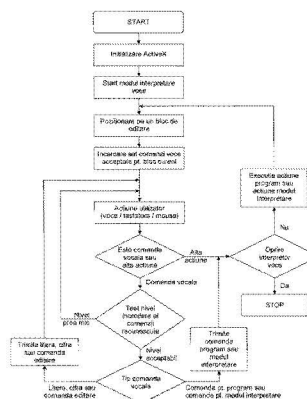 START
Initializare ActiveX
Start modul interpretare
voce
Pozitionare pe un bloc de
editare
Incarcare set comenzi voce
acceptate pt. bloc curent
Actiune utilizator
(voce / tastatura / mouse)
Este comanda
vocala sau
alta actiune
Alta
actiune
Comanda vocala
Test nivel
incredere al
comenzii
recunoscute
Nivel
prea mic
Nivel
acceptabil
Tip comanda
vocala
Litera, cifra sau
comanda editare
Comanda pt. program sau
comanda pt. modul interpretare
Trimite litera, cifra
sau comanda
editare
Trimite
comanda
program sau
modul
interpretare
Oprire
interpretor
voce
Nu
Da
STOP
Executie actiune
program sau
actiune modul
interpretare